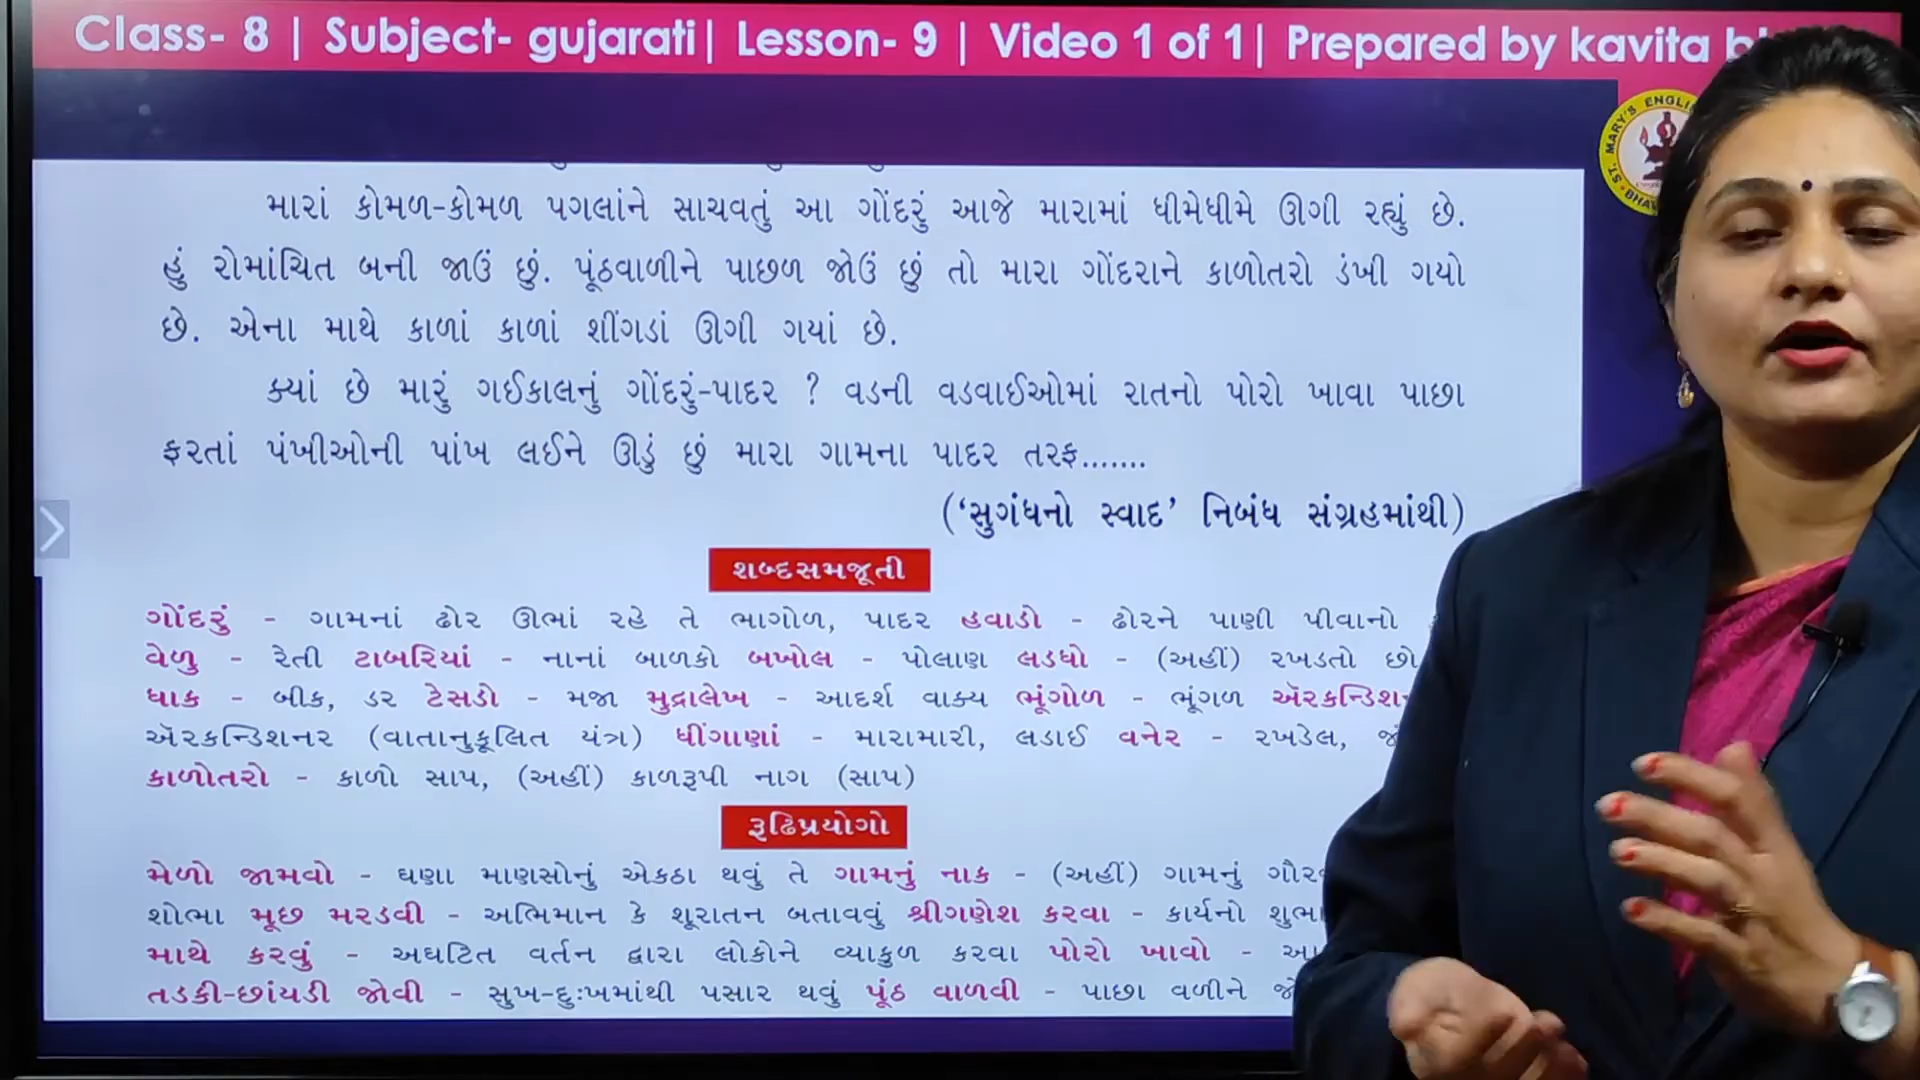 Class- 8 | Subject- gujarati| Lesson- 9 | Video 1 of 1| Prepared by kavita
ST. MARY'S ENGLI
મારાં કોમળ-કોમળ પગલાંને સાચવતું આ ગોંદરું આજે મારામાં ધીમેધીમે ઊગી રહ્યું છે.
હું રોમાંચિત બની જાઉં છું. પૂંઠવાળીને પાછળ જોઉં છું તો મારા ગોંદરાને કાળોતરો ડંખી ગયો
છે. એના માથે કાળાં કાળાં શીંગડાં ઊગી ગયાં છે.
ક્યાં છે મારું ગઈકાલનું ગોંદરું-પાદર ? વડની વડવાઈઓમાં રાતનો પોરો ખાવા પાછા
ફરતાં પંખીઓની પાંખ લઈને ઊડું છું મારા ગામના પાદર તરફ.......
(‘સુગંધનો સ્વાદ’ નિબંધ સંગ્રહમાંથી)
શબ્દસમજૂતી
ગોંદરું - ગામનાં ઢોર ઊભાં રહે તે ભાગોળ, પાદર હવાડો - ઢોરને પાણી પીવાનો
વેળુ - રેતી ટાબરિયાં - નાનાં બાળકો બખોલ - પોલાણ લડધો - (અહીં) રખડતો
ધાક - બીક, ડર ટેસડો - મજા મુદ્રાલેખ - આદર્શ વાક્ય ભૂંગોળ - ભૂંગળ
ઍરકન્ડિશનર (વાતાનુકૂલિત યંત્ર) ધીંગાણાં - મારામારી, લડાઈ વનેર - રખડેલ,
કાળોતરો - કાળો સાપ, (અહીં) કાળરૂપી નાગ (સાપ)
રૂઢિપ્રયોગો
મેળો જામવો - ઘણા માણસોનું એકઠા થવું તે ગામનું નાક - (અહીં) ગામનું
શોભા મૂછ મરડવી - અભિમાન કે શૂરાતન બતાવવું શ્રીગણેશ કરવા - કાર્યનો
માથે કરવું - અઘટિત વર્તન દ્વારા લોકોને વ્યાકુળ કરવા પોરો ખાવો -
તડકી-છાંયડી જોવી - સુખ-દુઃખમાંથી પસાર થવું પૂંઠ વાળવી - પાછા વળીને